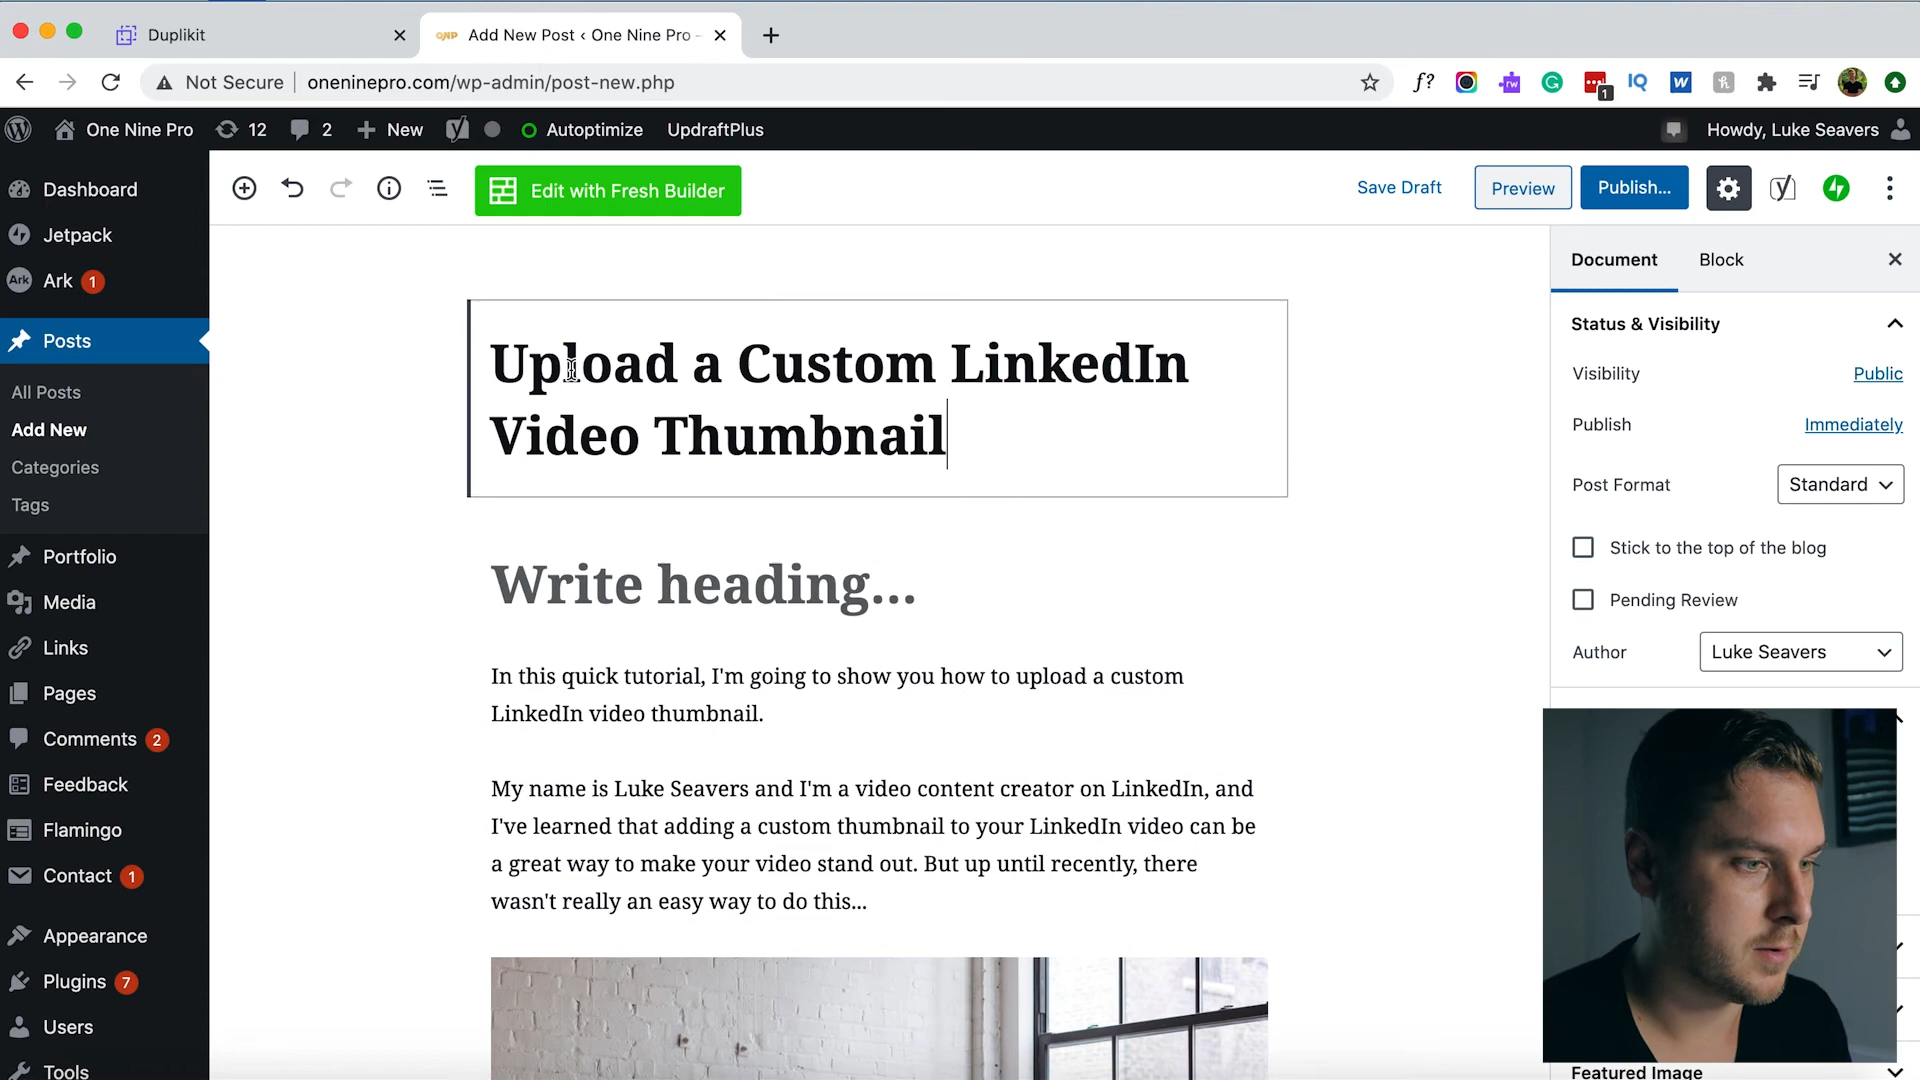 Duplikit
ONP Add New Post ‹ One Nine Pro –
Not Secure oneninepro.com/wp-admin/post-new.php
f? rw G 1 IQ W h
One Nine Pro 12 2 New Autoptimize UpdraftPlus Howdy, Luke Seavers
Dashboard
Jetpack
Ark Ark 1
Posts
All Posts
Add New
Categories
Tags
Portfolio
Media
Links
Pages
Comments 2
Feedback
Flamingo
Contact 1
Appearance
Plugins 7
Users
Tools
Edit with Fresh Builder
Save Draft Preview Publish...
Upload a Custom LinkedIn
Video Thumbnail
Write heading...
In this quick tutorial, I'm going to show you how to upload a custom
LinkedIn video thumbnail.
My name is Luke Seavers and I'm a video content creator on LinkedIn, and
I've learned that adding a custom thumbnail to your LinkedIn video can be
a great way to make your video stand out. But up until recently, there
wasn't really an easy way to do this...
Document Block
Status & Visibility
Visibility Public
Publish Immediately
Post Format Standard
Stick to the top of the blog
Pending Review
Author Luke Seavers
Featured Image